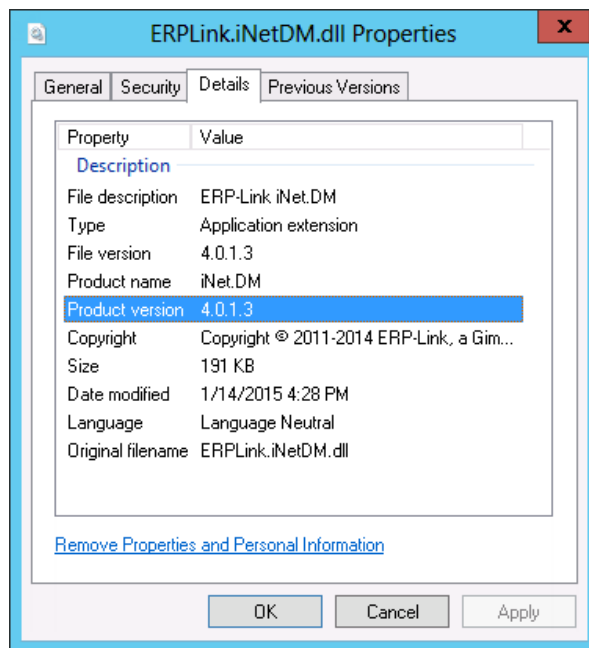 ERPLink.iNetDM.dll Properties
x
General Security Details Previous Versions
Property Value
Description
File description ERP-Link iNet.DM
Type Application extension
File version 4.0.1.3
Product name iNet.DM
Product version 4.0.1.3
Copyright Copyright © 2011-2014 ERP-Link, a Gim...
Size 191 KB
Date modified 1/14/2015 4:28 PM
Language Language Neutral
Original filename ERPLink.iNetDM.dll
Remove Properties and Personal Information
OK Cancel Apply